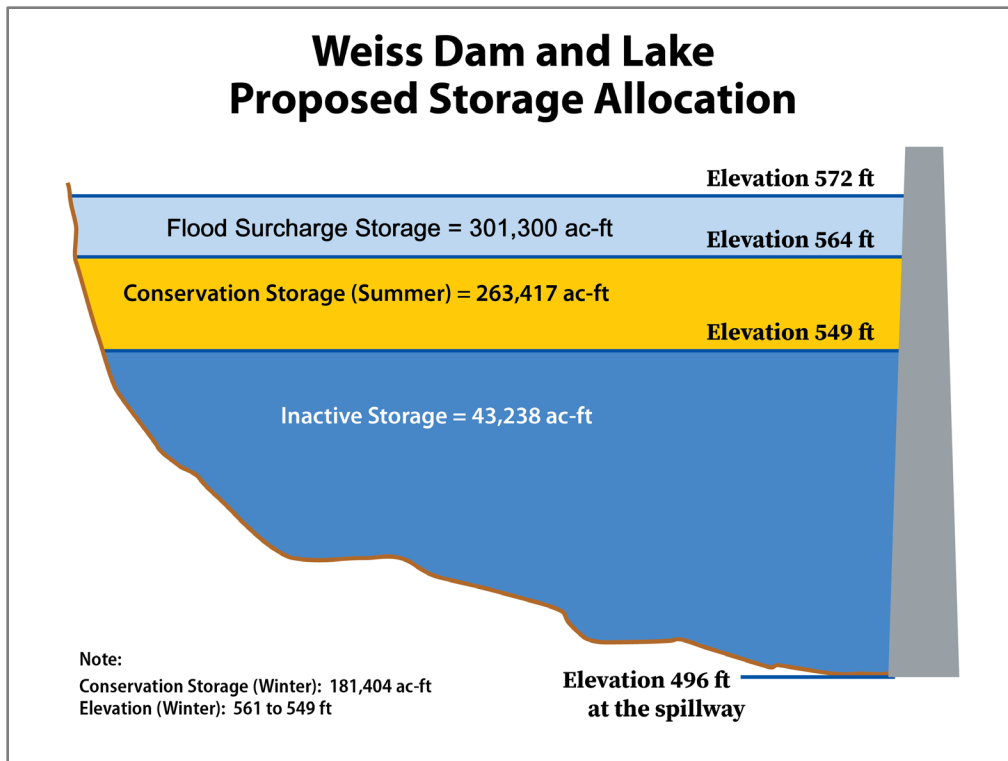 Weiss Dam and Lake
Proposed Storage Allocation
Elevation 572 ft
Flood Surcharge Storage = 301,300 ac-ft
Elevation 564 ft
Conservation Storage (Summer) = 263,417 ac-ft
Elevation 549 ft
Inactive Storage = 43,238 ac-ft
Note:
Conservation Storage (Winter): 181,404 ac-ft
Elevation (Winter): 561 to 549 ft
Elevation 496 ft
at the spillway